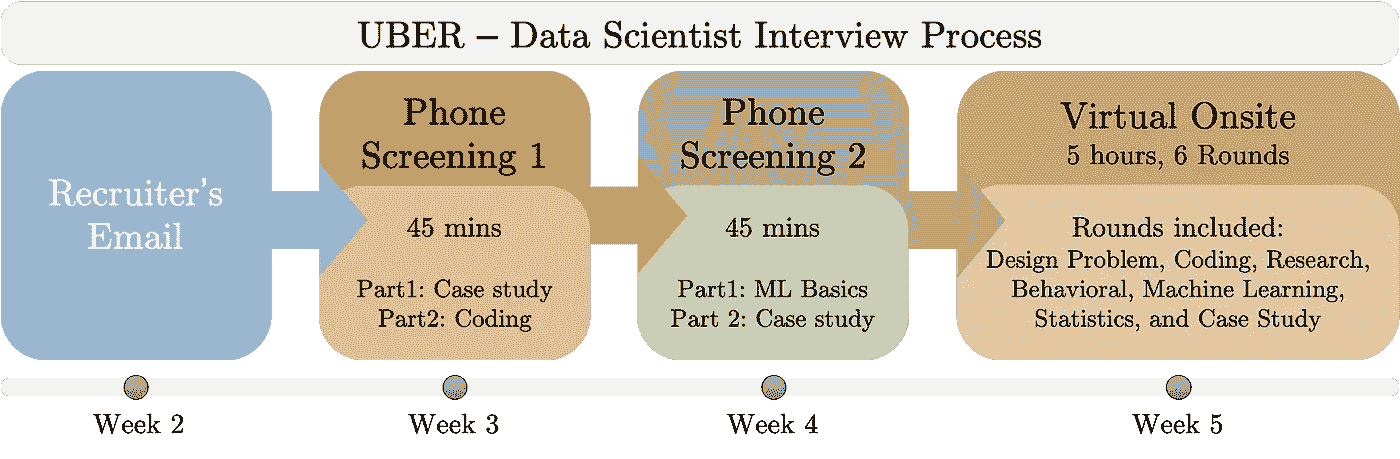 UBER – Data Scientist Interview Process
Recruiter's
Email
Phone
Screening 1
45 mins
Part1: Case study
Part2: Coding
Phone
Screening 2
45 mins
Part1: ML Basics
Part 2: Case study
Virtual Onsite
5 hours, 6 Rounds
Rounds included:
Design Problem, Coding, Research,
Behavioral, Machine Learning,
Statistics, and Case Study
Week 2
Week 3
Week 4
Week 5